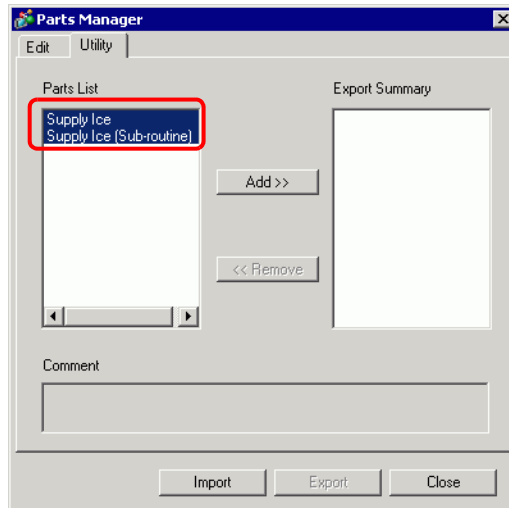 Parts Manager
Edit Utility
Parts List Export Summary
Supply Ice
Supply Ice (Sub-routine)
Add >>
<< Remove
Comment
Import Export Close